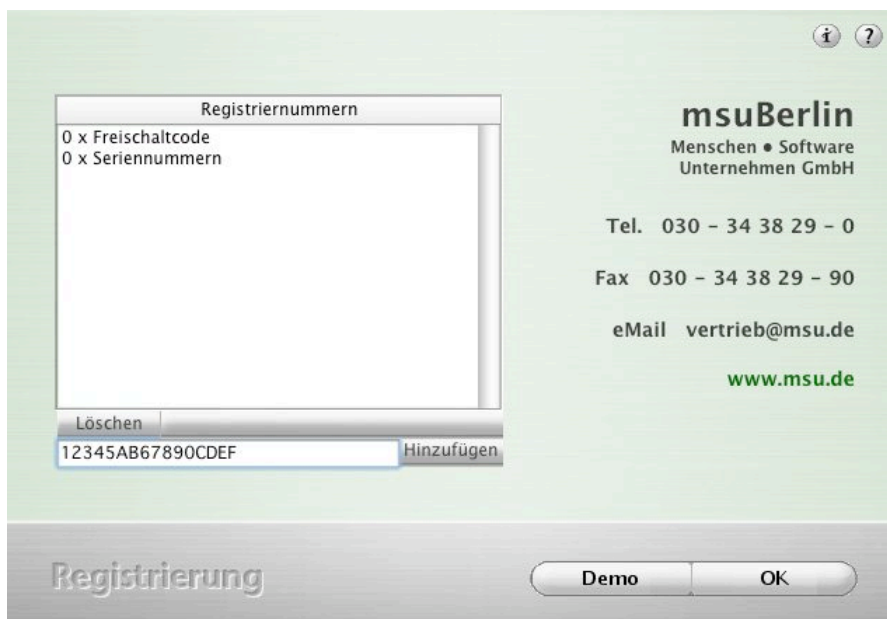 i ?
Registriernummern
0 x Freischaltcode
0 x Seriennummern
Löschen
12345AB67890CDEF
Hinzufügen
msuBerlin
Menschen • Software
Unternehmen GmbH
Tel. 030 – 34 38 29 – 0
Fax 030 – 34 38 29 – 90
eMail vertrieb@msu.de
www.msu.de
Registrierung
Demo
OK